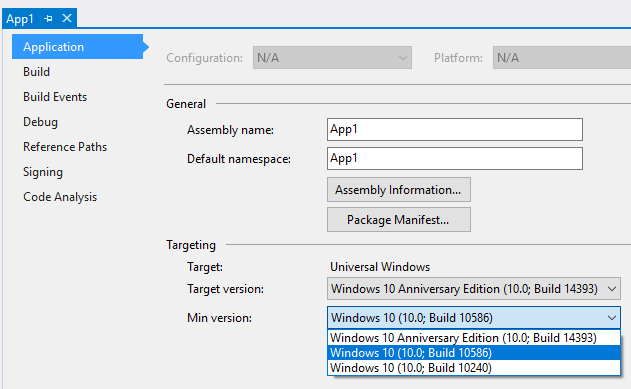 App1
Application
Build
Build Events
Debug
Reference Paths
Signing
Code Analysis
Configuration: N/A Platform: N/A
General
Assembly name: App1
Default namespace: App1
Assembly Information...
Package Manifest...
Targeting
Target: Universal Windows
Target version: Windows 10 Anniversary Edition (10.0; Build 14393)
Min version: Windows 10 (10.0; Build 10586)
Windows 10 Anniversary Edition (10.0; Build 14393)
Windows 10 (10.0; Build 10586)
Windows 10 (10.0; Build 10240)